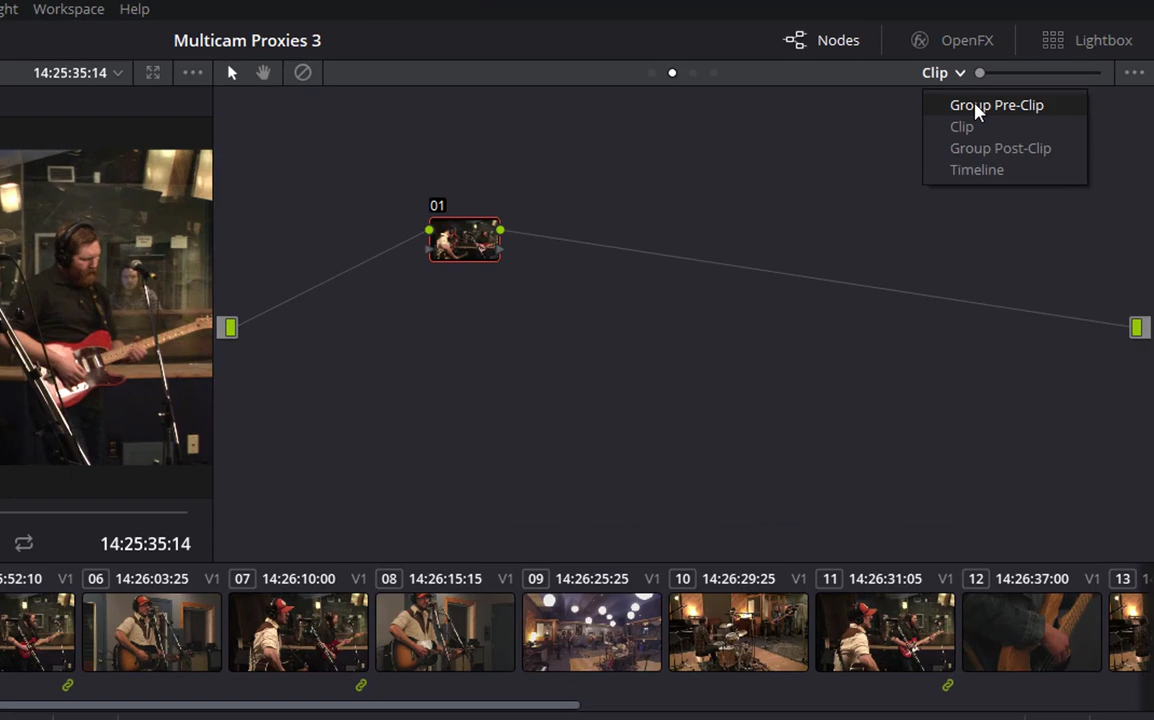 ght Workspace Help
Multicam Proxies 3
Nodes
OpenFX
Lightbox
14:25:35:14
Clip
Group Pre-Clip
Clip
Group Post-Clip
Timeline
01
14:25:35:14
5:52:10 V1 06 14:26:03:25 V1 07 14:26:10:00 V1 08 14:26:15:15 V1 09 14:26:25:25 V1 10 14:26:29:25 V1 11 14:26:31:05 V1 12 14:26:37:00 V1 13 1